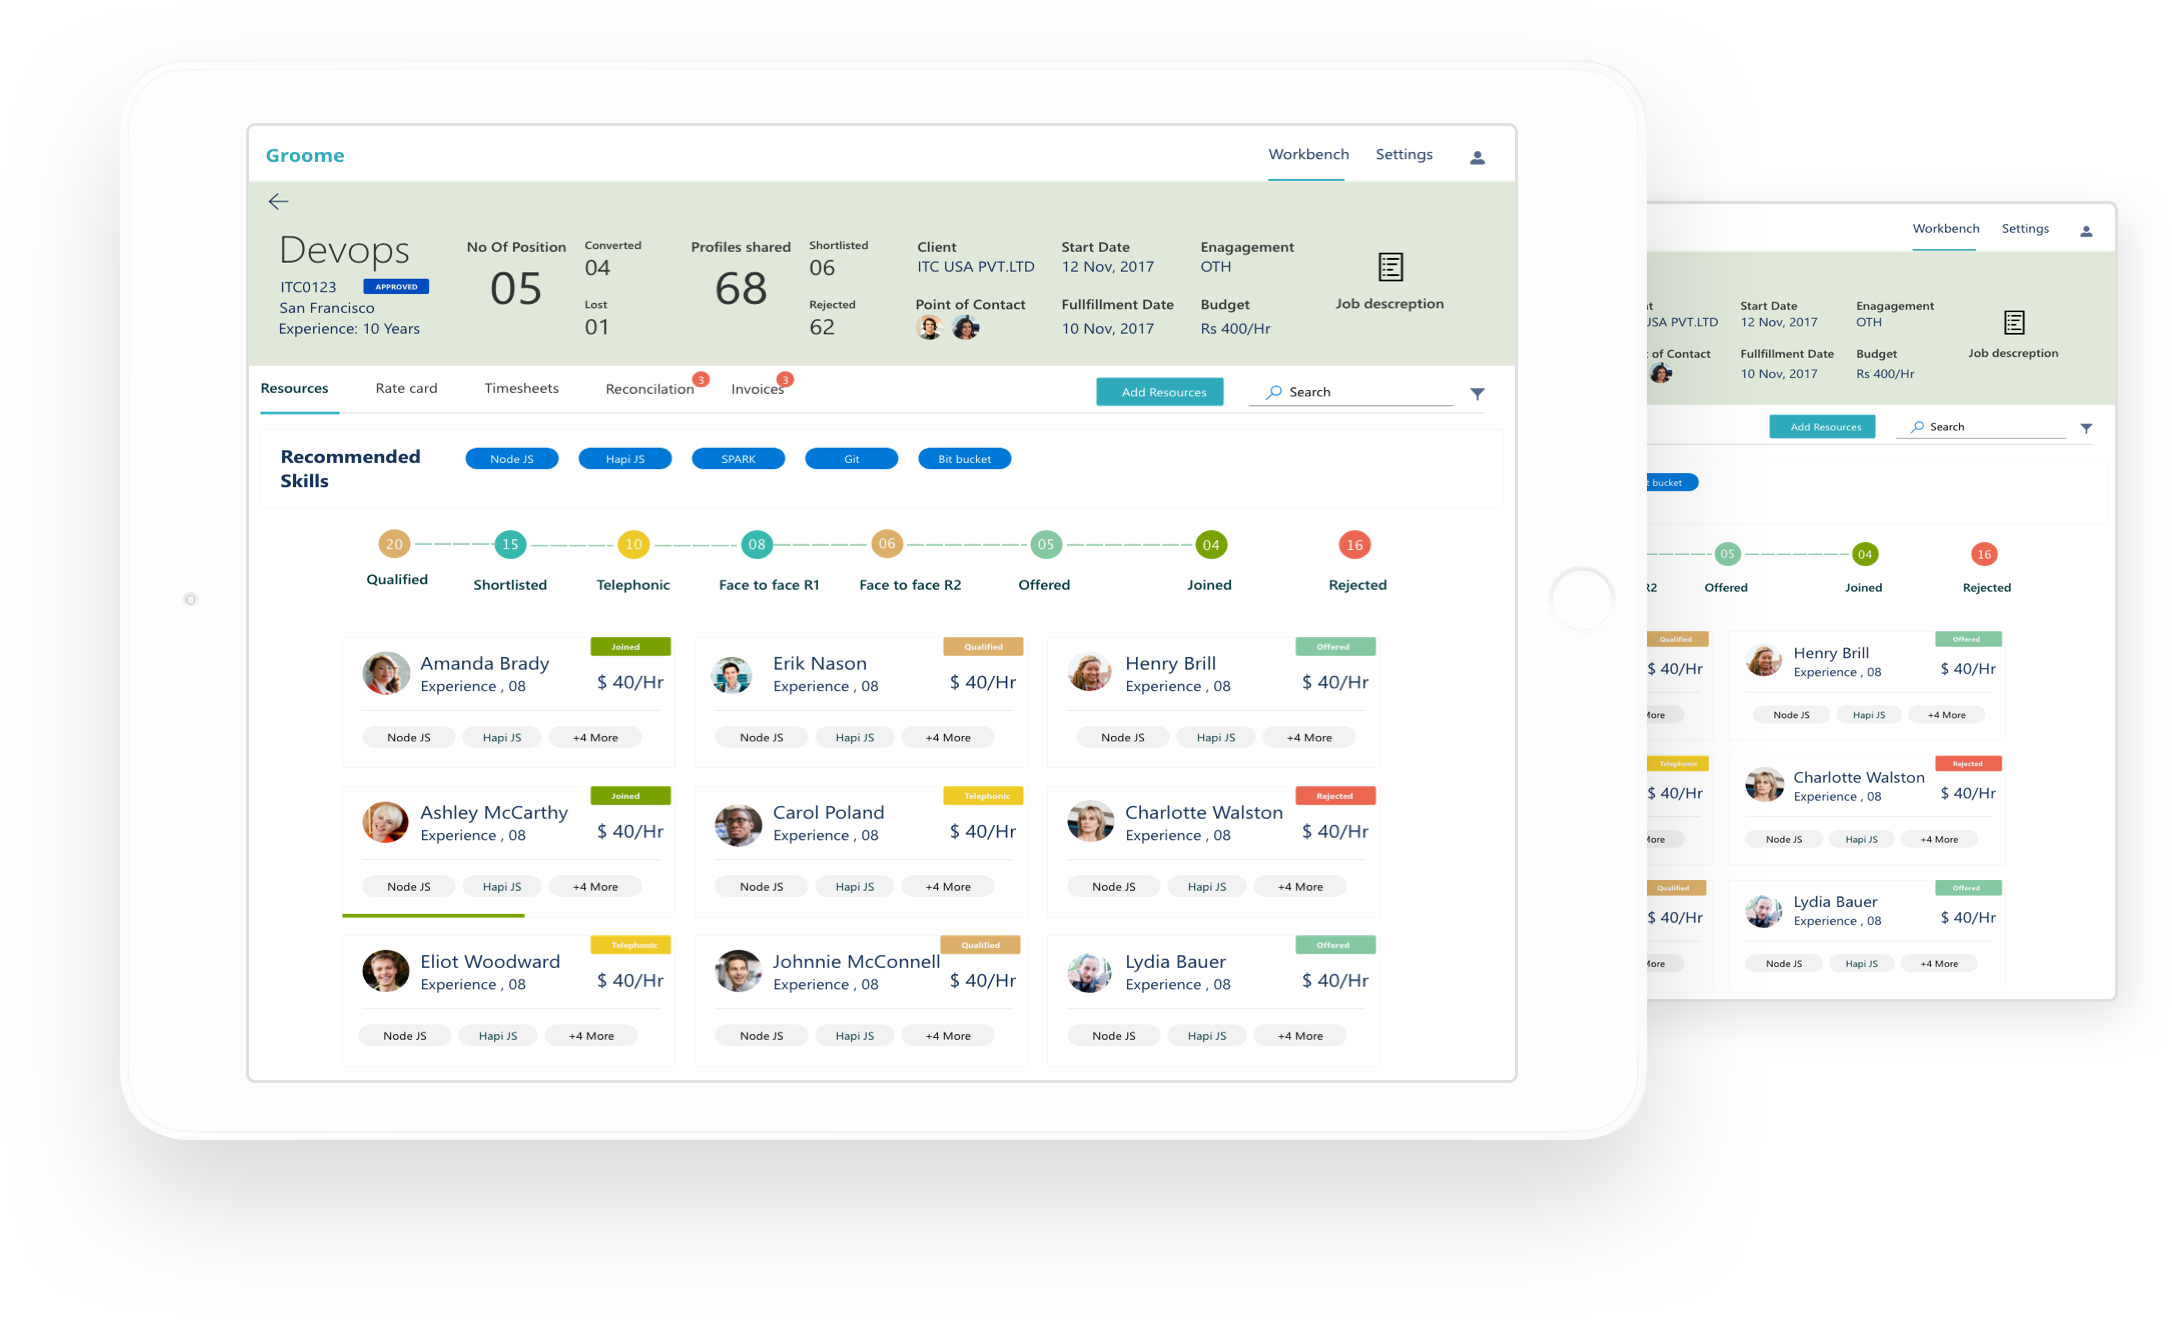 Groome
Workbench Settings
Devops
ITC0123 APPROVED
San Francisco
Experience: 10 Years
No Of Position
05
Converted
04
Lost
01
Profiles shared
68
Shortlisted
06
Rejected
62
Client
ITC USA PVT.LTD
Point of Contact
Start Date
12 Nov, 2017
Fullfillment Date
10 Nov, 2017
Enagagement
OTH
Budget
Rs 400/Hr
Job descreption
Resources Rate card Timesheets Reconcilation 3 Invoices 3
Add Resources Search
Recommended
Skills
Node JS Hapi JS SPARK Git Bit bucket
20 15 10 08 06 05 04 16
Qualified Shortlisted Telephonic Face to face R1 Face to face R2 Offered Joined Rejected
Joined
Amanda Brady
Experience , 08
$ 40/Hr
Node JS Hapi JS +4 More
Qualified
Erik Nason
Experience , 08
$ 40/Hr
Node JS Hapi JS +4 More
Offered
Henry Brill
Experience , 08
$ 40/Hr
Node JS Hapi JS +4 More
Joined
Ashley McCarthy
Experience , 08
$ 40/Hr
Node JS Hapi JS +4 More
Telephonic
Carol Poland
Experience , 08
$ 40/Hr
Node JS Hapi JS +4 More
Rejected
Charlotte Walston
Experience , 08
$ 40/Hr
Node JS Hapi JS +4 More
Telephonic
Eliot Woodward
Experience , 08
$ 40/Hr
Node JS Hapi JS +4 More
Qualified
Johnnie McConnell
Experience , 08
$ 40/Hr
Node JS Hapi JS +4 More
Offered
Lydia Bauer
Experience , 08
$ 40/Hr
Node JS Hapi JS +4 More
Workbench Settings
PVT.LTD
of Contact
Start Date
12 Nov, 2017
Fullfillment Date
10 Nov, 2017
Enagagement
OTH
Budget
Rs 400/Hr
Job descreption
Add Resources Search
bucket
05 04 16
R2 Offered Joined Rejected
Qualified
$ 40/Hr
Offered
Henry Brill
Experience , 08
$ 40/Hr
Node JS Hapi JS +4 More
Telephonic
$ 40/Hr
Rejected
Charlotte Walston
Experience , 08
$ 40/Hr
Node JS Hapi JS +4 More
Qualified
$ 40/Hr
Offered
Lydia Bauer
Experience , 08
$ 40/Hr
Node JS Hapi JS +4 More